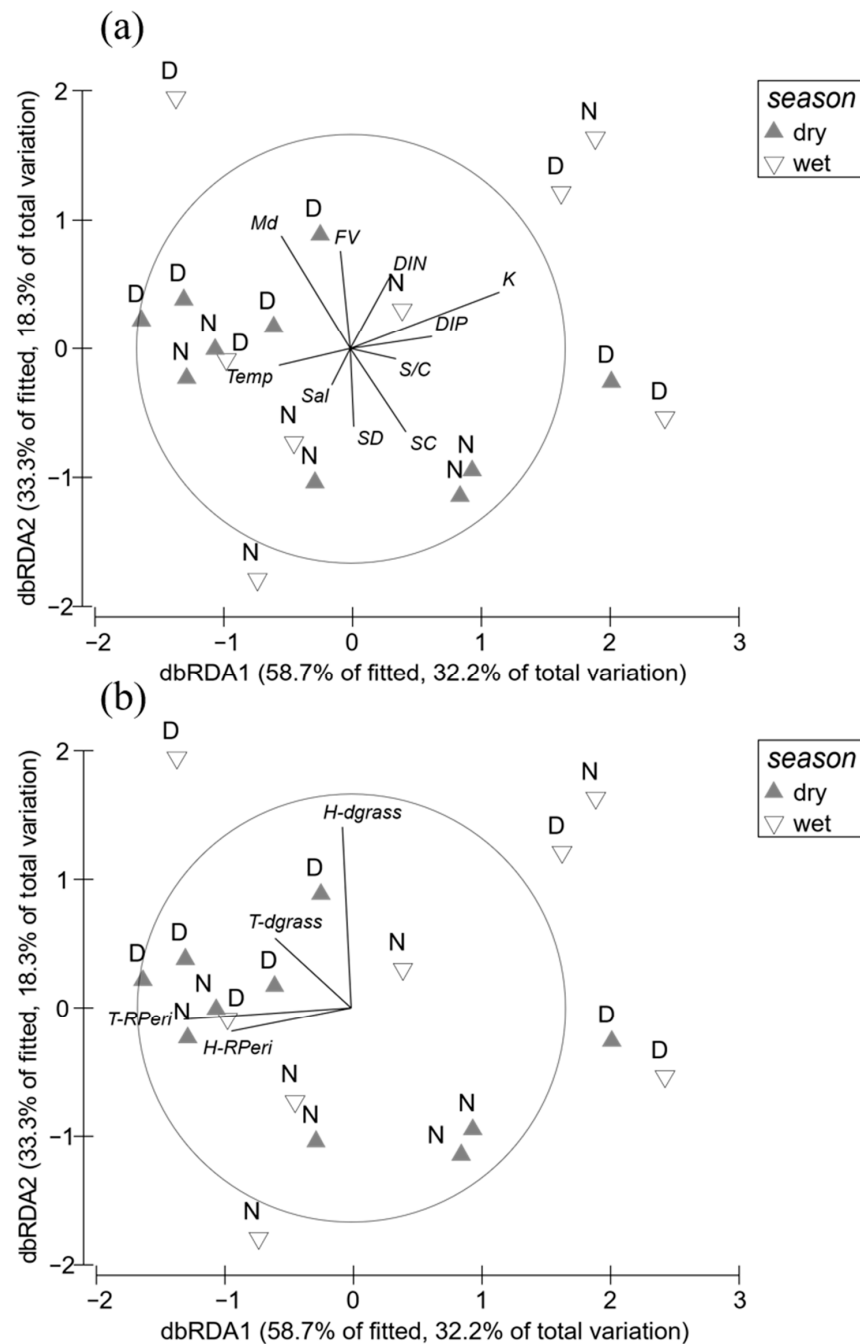 (a)
D
2
N
season
dry
D
wet
D
1
Md
FV
DIN
D
K
D
N
D
DIP
N
D
0
D
S/C
D
N
Temp
Sal
N
N
SD
SC
N
N
−1
N
−2
−2
−1
0
1
2
3
dbRDA2 (33.3% of fitted, 18.3% of total variation)
dbRDA1 (58.7% of fitted, 32.2% of total variation)
(b)
D
2
N
season
dry
D
wet
H-dgrass
D
1
T-dgrass
D
N
D
D
N
D
0
N
D
T-RPeri
H-RPeri
D
N
N
N
N
−1
N
−2
−2
−1
0
1
2
3
dbRDA2 (33.3% of fitted, 18.3% of total variation)
dbRDA1 (58.7% of fitted, 32.2% of total variation)